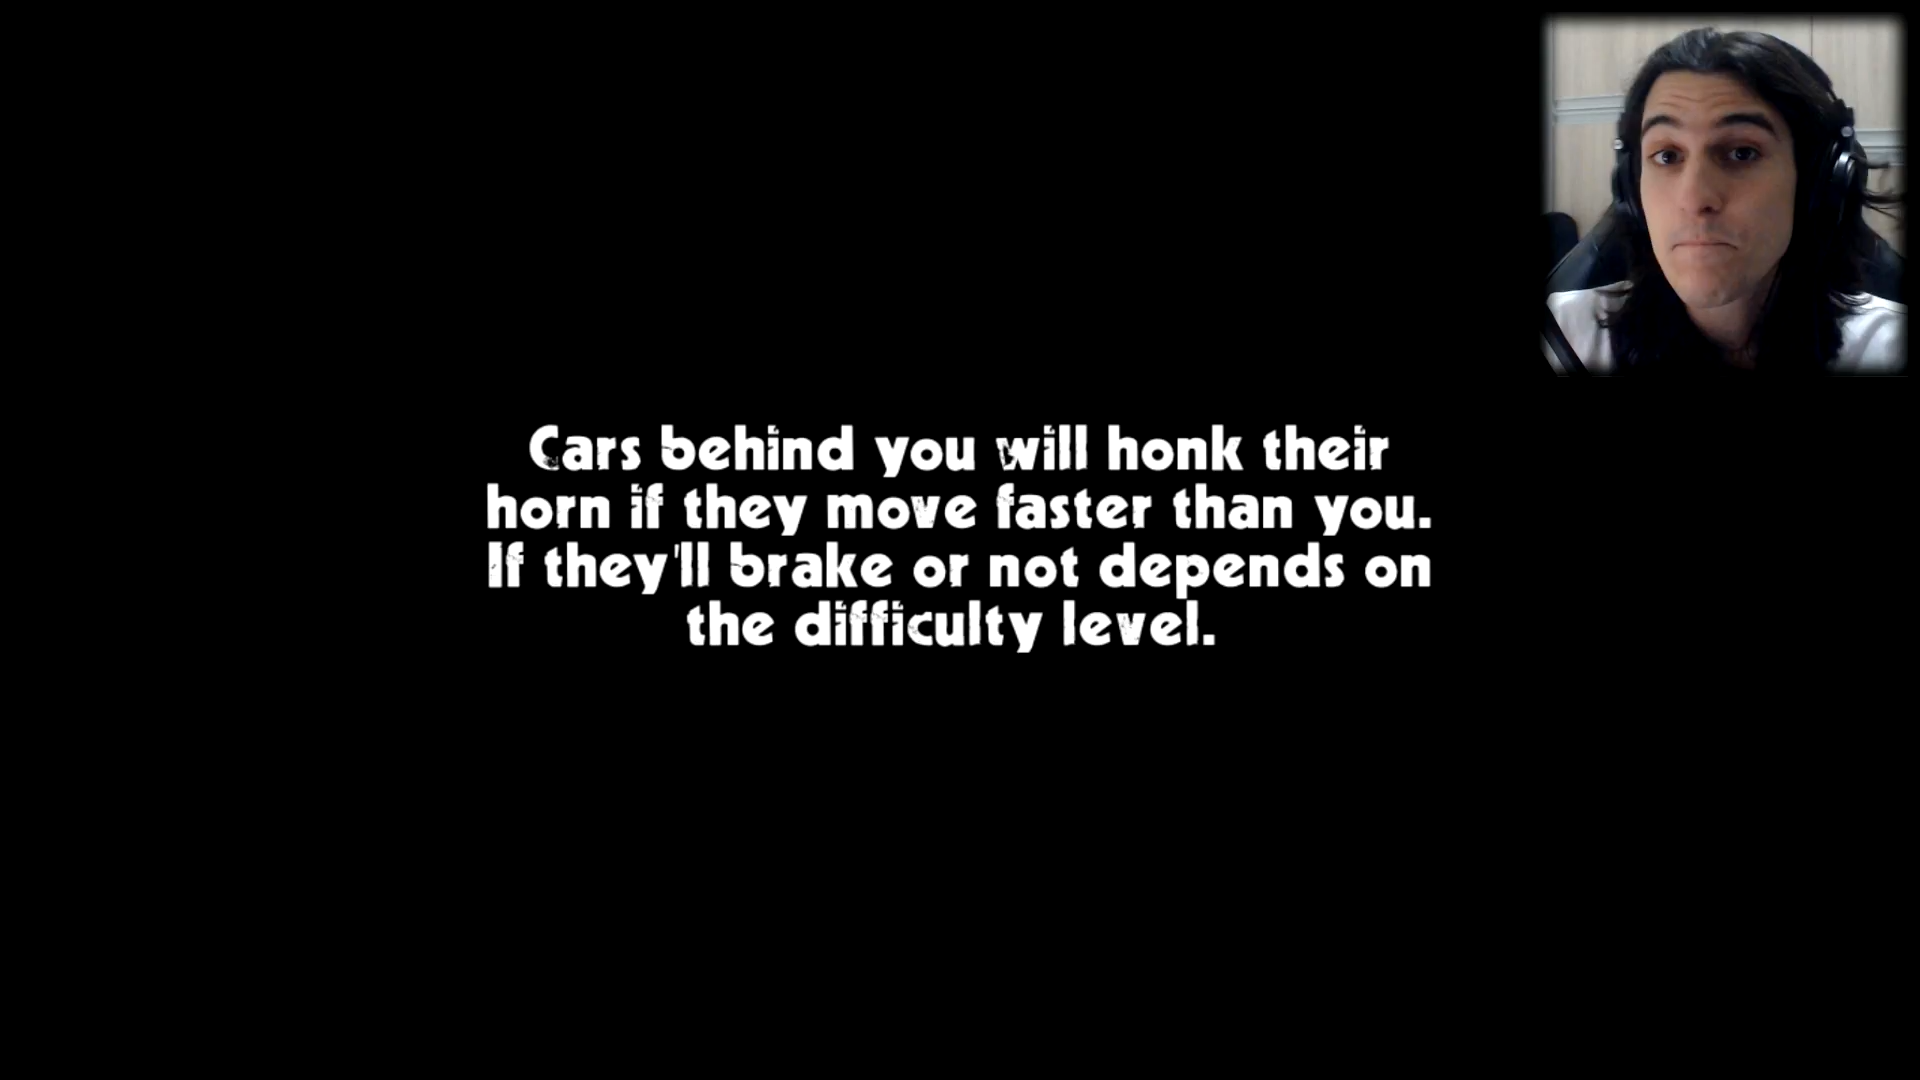 Cars behind you will honk their
horn if they move faster than you.
If they'll brake or not depends on
the difficulty level.